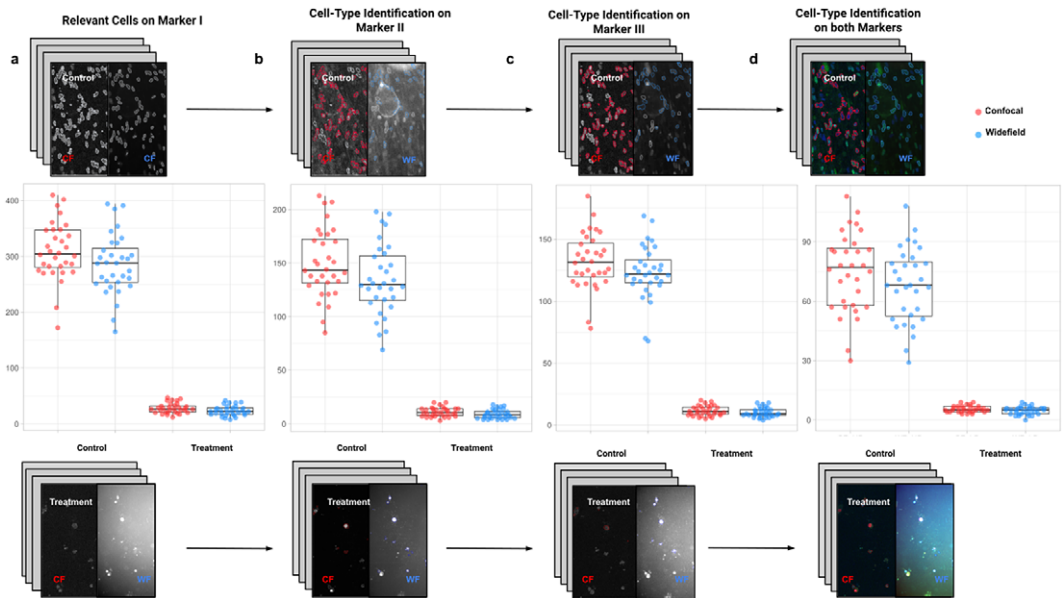 Relevant Cells on Marker I
Cell-Type Identification on
Marker II
Cell-Type Identification on
Marker III
Cell-Type Identification
on both Markers
a
b
c
d
Control
CF
CF
Control
CF
WF
Control
CF
WF
Control
CF
WF
Confocal
Widefield
400
300
200
100
0
200
150
100
50
0
150
100
50
0
90
60
30
0
Control
Treatment
Control
Treatment
Control
Treatment
Control
Treatment
Treatment
CF
WF
Treatment
CF
WF
Treatment
CF
WF
Treatment
CF
WF